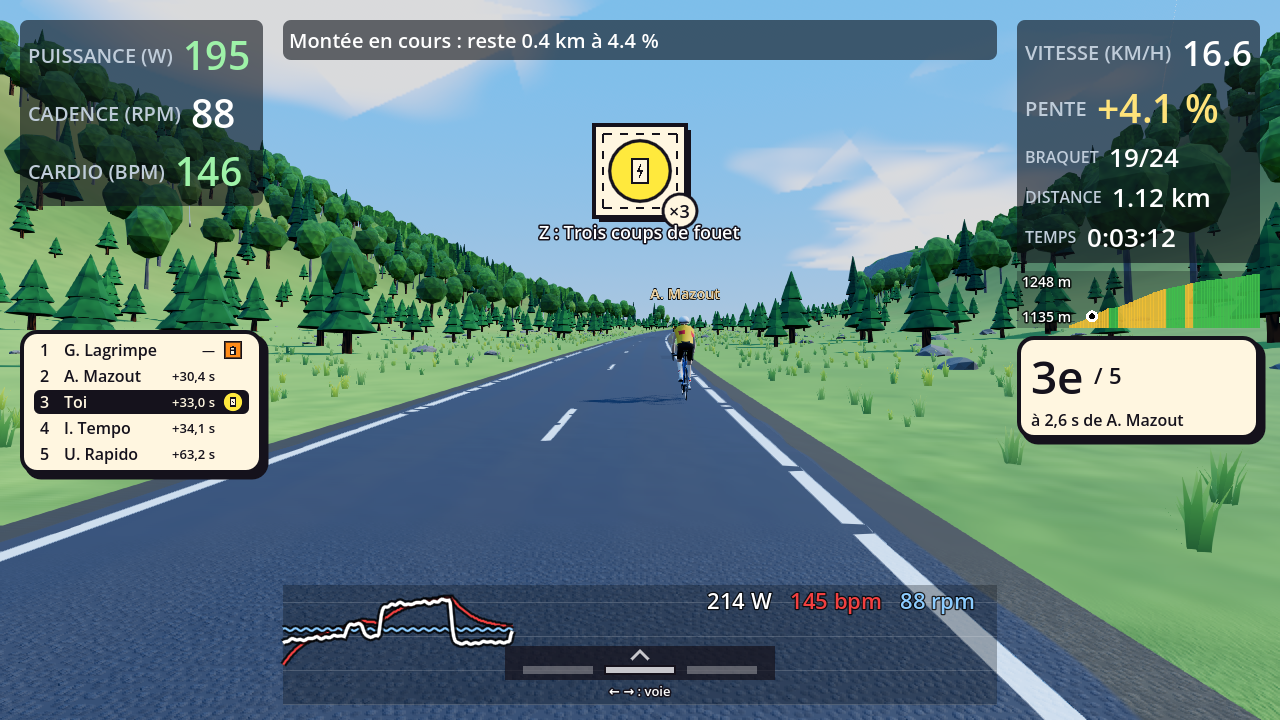 PUISSANCE (W) 195
CADENCE (RPM) 88
CARDIO (BPM) 146
Montée en cours : reste 0.4 km à 4.4 %
VITESSE (KM/H) 16.6
PENTE +4.1 %
BRAQUET 19/24
DISTANCE 1.12 km
TEMPS 0:03:12
1248 m
1135 m
×3
Z : Trois coups de fouet
A. Mazout
1 G. Lagrimpe —
2 A. Mazout +30,4 s
3 Toi +33,0 s
4 I. Tempo +34,1 s
5 U. Rapido +63,2 s
3e / 5
à 2,6 s de A. Mazout
214 W 145 bpm 88 rpm
← → : voie